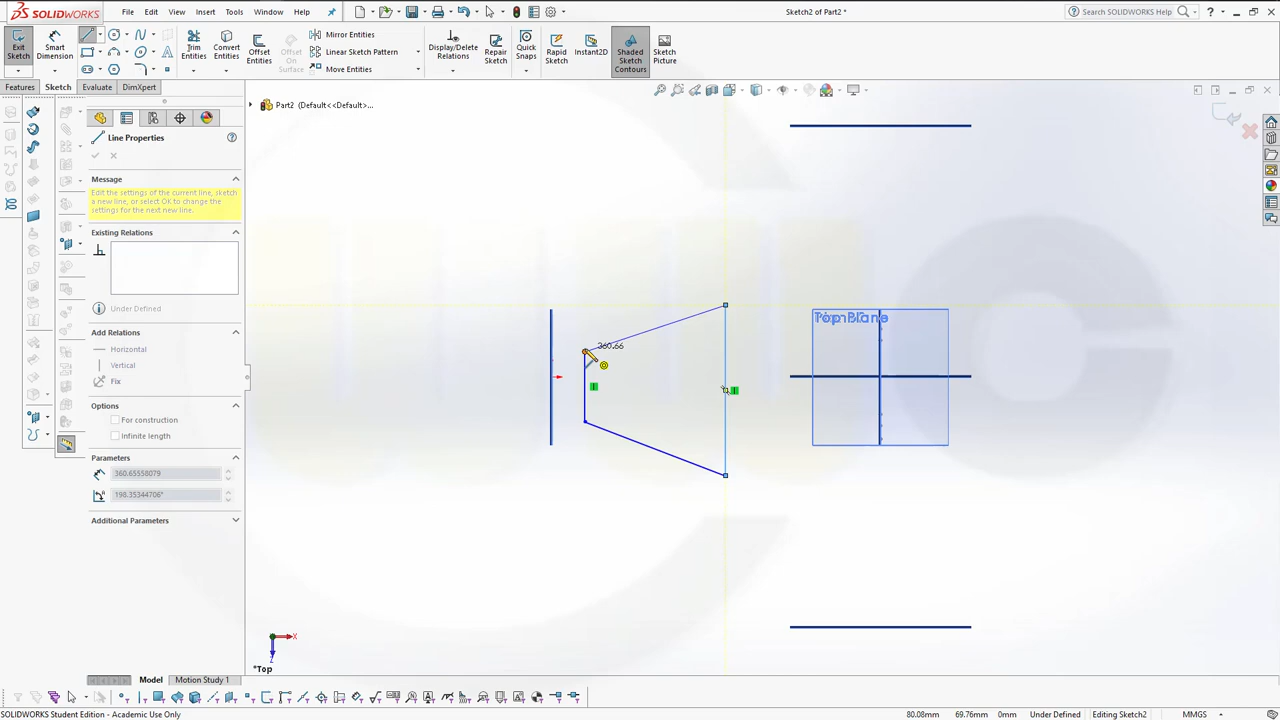 SOLIDWORKS
File Edit View Insert Tools Window Help
Sketch2 of Part2 *
Search SOLIDWORKS Help
Exit Sketch
Smart Dimension
Trim Entities
Convert Entities
Offset Entities
Offset On Surface
Mirror Entities
Linear Sketch Pattern
Move Entities
Display/Delete Relations
Repair Sketch
Quick Snaps
Rapid Sketch
Instant2D
Shaded Sketch Contours
Sketch Picture
Features Sketch Evaluate DimXpert
Part2 (Default<<Default>...
Line Properties
Message
Edit the settings of the current line, sketch
a new line, or select OK to change the
settings for the next new line.
Existing Relations
Under Defined
Add Relations
Horizontal
Vertical
Fix
Options
For construction
Infinite length
Parameters
360.65558079
198.35344706°
Additional Parameters
360.66
Top Plane
X
Z
*Top
Model Motion Study 1
SOLIDWORKS Student Edition - Academic Use Only
80.08mm 69.76mm 0mm Under Defined Editing Sketch2 MMGS